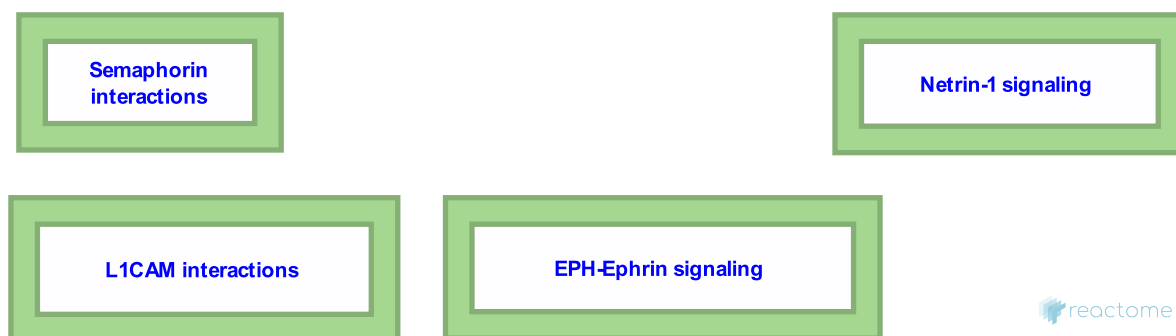 Semaphorin
interactions
Netrin-1 signaling
L1CAM interactions
EPH-Ephrin signaling
reactome